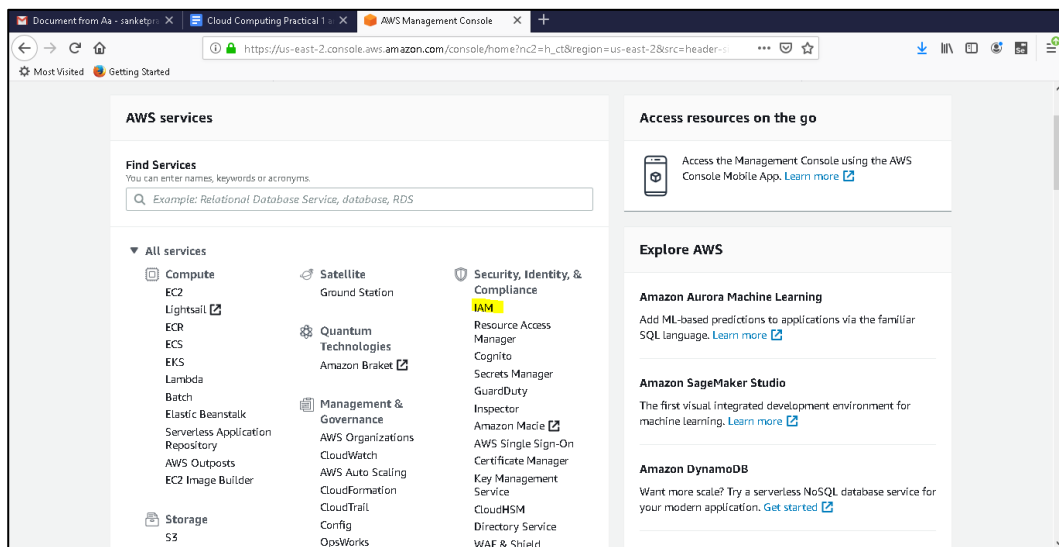 Document from Aa - sanketpra
Cloud Computing Practical 1 a
AWS Management Console
https://us-east-2.console.aws.amazon.com/console/home?nc2=h_ct&region=us-east-2&src=header-si
Most Visited
Getting Started
AWS services
Find Services
You can enter names, keywords or acronyms.
Example: Relational Database Service, database, RDS
All services
Compute
EC2
Lightsail
ECR
ECS
EKS
Lambda
Batch
Elastic Beanstalk
Serverless Application
Repository
AWS Outposts
EC2 Image Builder
Storage
S3
Satellite
Ground Station
Quantum
Technologies
Amazon Braket
Management &
Governance
AWS Organizations
CloudWatch
AWS Auto Scaling
CloudFormation
CloudTrail
Config
OpsWorks
Security, Identity, &
Compliance
IAM
Resource Access
Manager
Cognito
Secrets Manager
GuardDuty
Inspector
Amazon Macie
AWS Single Sign-On
Certificate Manager
Key Management
Service
CloudHSM
Directory Service
WAF & Shield
Access resources on the go
Access the Management Console using the AWS
Console Mobile App. Learn more
Explore AWS
Amazon Aurora Machine Learning
Add ML-based predictions to applications via the familiar
SQL language. Learn more
Amazon SageMaker Studio
The first visual integrated development environment for
machine learning. Learn more
Amazon DynamoDB
Want more scale? Try a serverless NoSQL database service for
your modern application. Get started